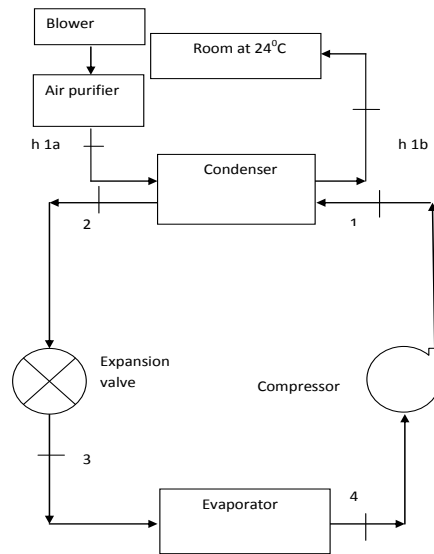 Blower
Room at 24⁰C
Air purifier
h 1a
h 1b
Condenser
2
1
Expansion
valve
Compressor
3
4
Evaporator